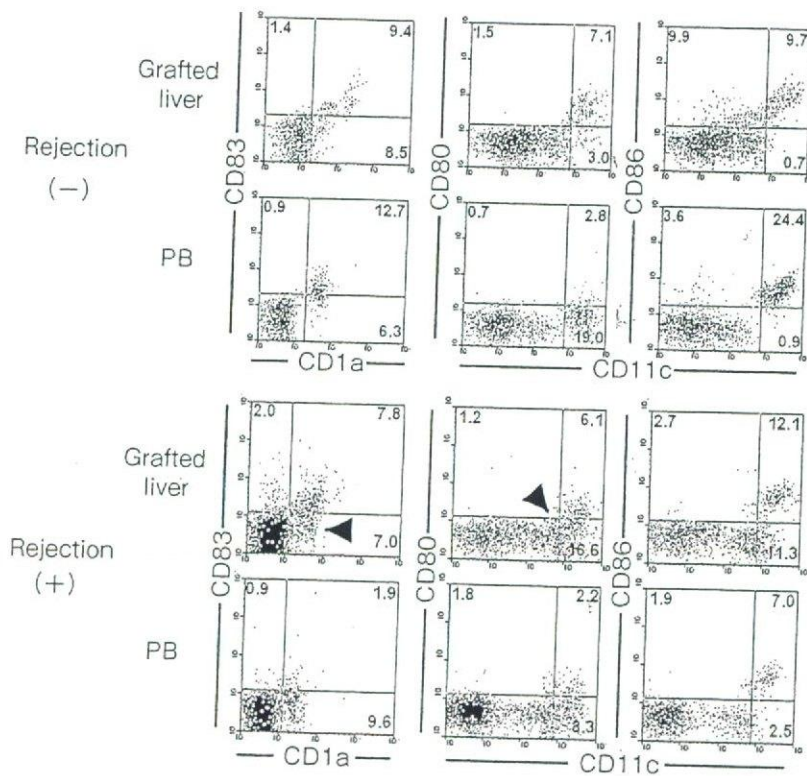 Rejection
(−)
Grafted
liver
CD83
1.4 9.4
8.5
CD80
1.5 7.1
3.0
CD86
9.9 9.7
0.7
PB
0.9 12.7
6.3
0.7 2.8
19.0
3.6 24.4
0.9
CD1a
CD11c
Rejection
(+)
Grafted
liver
CD83
2.0 7.8
7.0
CD80
1.2 6.1
16.6
CD86
2.7 12.1
11.3
PB
0.9 1.9
9.6
1.8 2.2
8.3
1.9 7.0
2.5
CD1a
CD11c